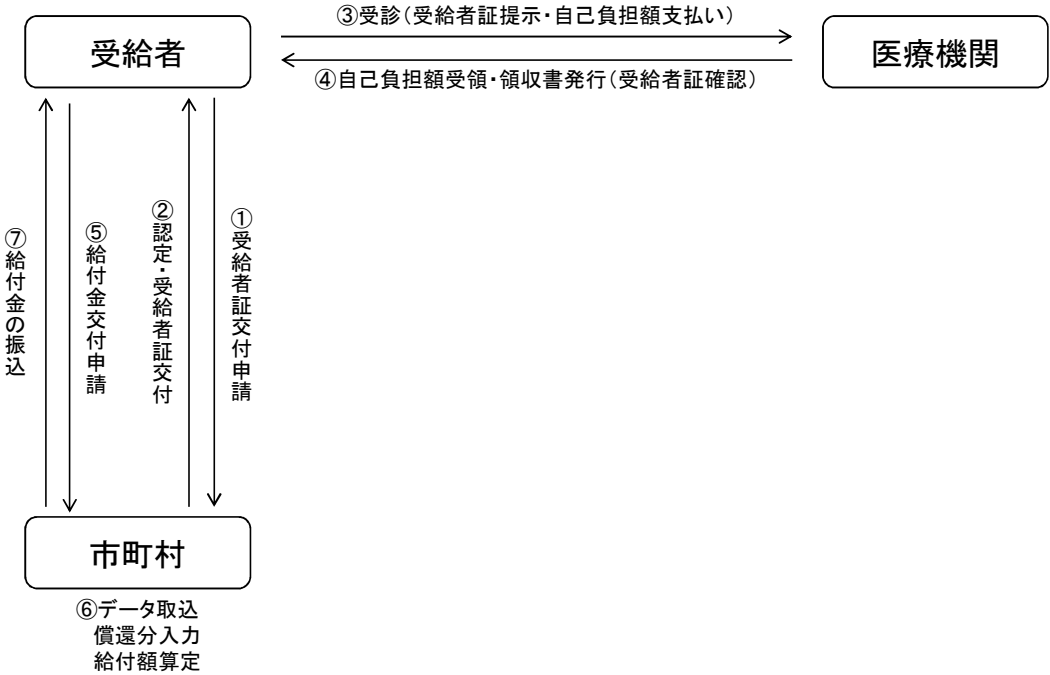 ③受診(受給者証提示・自己負担額支払い)
受給者
医療機関
④自己負担額受領・領収書発行(受給者証確認)
①受給者証交付申請
②認定・受給者証交付
⑤給付金交付申請
⑦給付金の振込
市町村
⑥データ取込
償還分入力
給付額算定